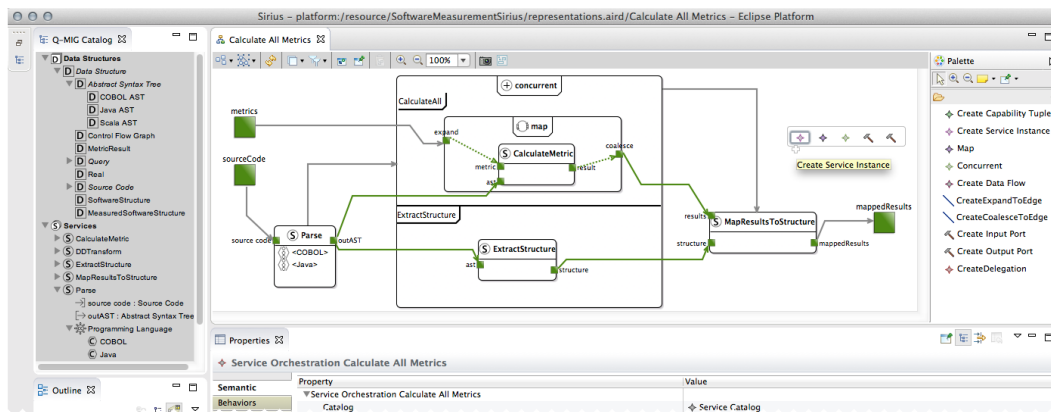 Sirius – platform:/resource/SoftwareMeasurementSirius/representations.aird/Calculate All Metrics – Eclipse Platform
Q-MIG Catalog
Data Structures
Data Structure
Abstract Syntax Tree
COBOL AST
Java AST
Scala AST
Control Flow Graph
MetricResult
Query
Real
Source Code
SoftwareStructure
MeasuredSoftwareStructure
Services
CalculateMetric
DDTransform
ExtractStructure
MapResultsToStructure
Parse
source code : Source Code
outAST : Abstract Syntax Tree
Programming Language
COBOL
Java
Outline
Calculate All Metrics
100%
metrics
sourceCode
source code
Parse
<COBOL>
<Java>
outAST
concurrent
CalculateAll
map
expand
coalesce
CalculateMetric
metric
result
ast
ExtractStructure
ExtractStructure
ast
structure
results
MapResultsToStructure
structure
mappedResults
mappedResults
Create Service Instance
Palette
Create Capability Tuple
Create Service Instance
Map
Concurrent
Create Data Flow
CreateExpandToEdge
CreateCoalesceToEdge
Create Input Port
Create Output Port
CreateDelegation
Properties
Service Orchestration Calculate All Metrics
Semantic
Behaviors
Property
Value
Service Orchestration Calculate All Metrics
Catalog
Service Catalog